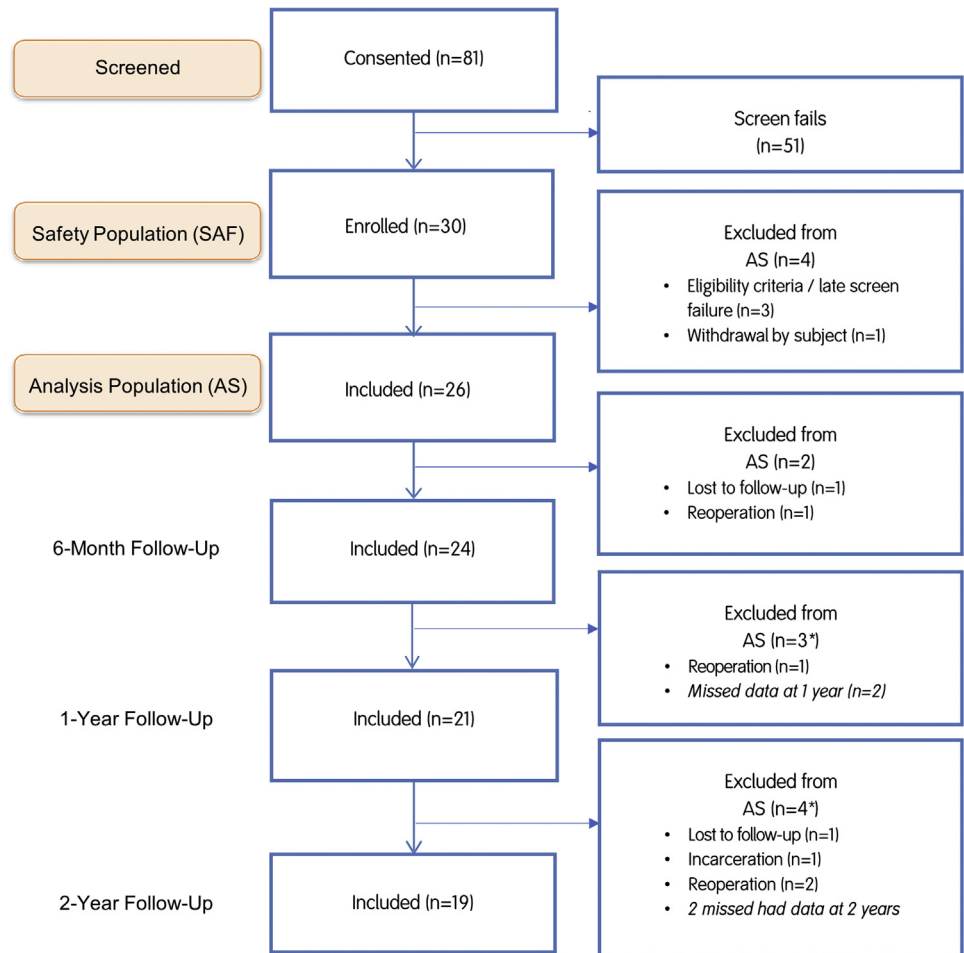 Screened
Consented (n=81)
Screen fails
(n=51)
Safety Population (SAF)
Enrolled (n=30)
Excluded from
AS (n=4)
• Eligibility criteria / late screen
failure (n=3)
• Withdrawal by subject (n=1)
Analysis Population (AS)
Included (n=26)
Excluded from
AS (n=2)
• Lost to follow-up (n=1)
• Reoperation (n=1)
6-Month Follow-Up
Included (n=24)
Excluded from
AS (n=3*)
• Reoperation (n=1)
• Missed data at 1 year (n=2)
1-Year Follow-Up
Included (n=21)
Excluded from
AS (n=4*)
• Lost to follow-up (n=1)
• Incarceration (n=1)
• Reoperation (n=2)
• 2 missed had data at 2 years
2-Year Follow-Up
Included (n=19)